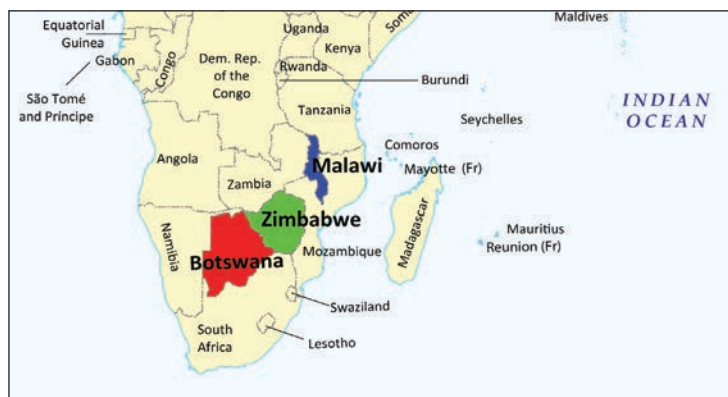 Equatorial
Guinea
Gabon
São Tomé
and Príncipe
Congo
Dem. Rep.
of the
Congo
Uganda
Kenya
Rwanda
Burundi
Tanzania
Maldives
INDIAN
OCEAN
Seychelles
Comoros
Mayotte (Fr)
Angola
Zambia
Malawi
Zimbabwe
Mozambique
Madagascar
Mauritius
Reunion (Fr)
Namibia
Botswana
Swaziland
South
Africa
Lesotho